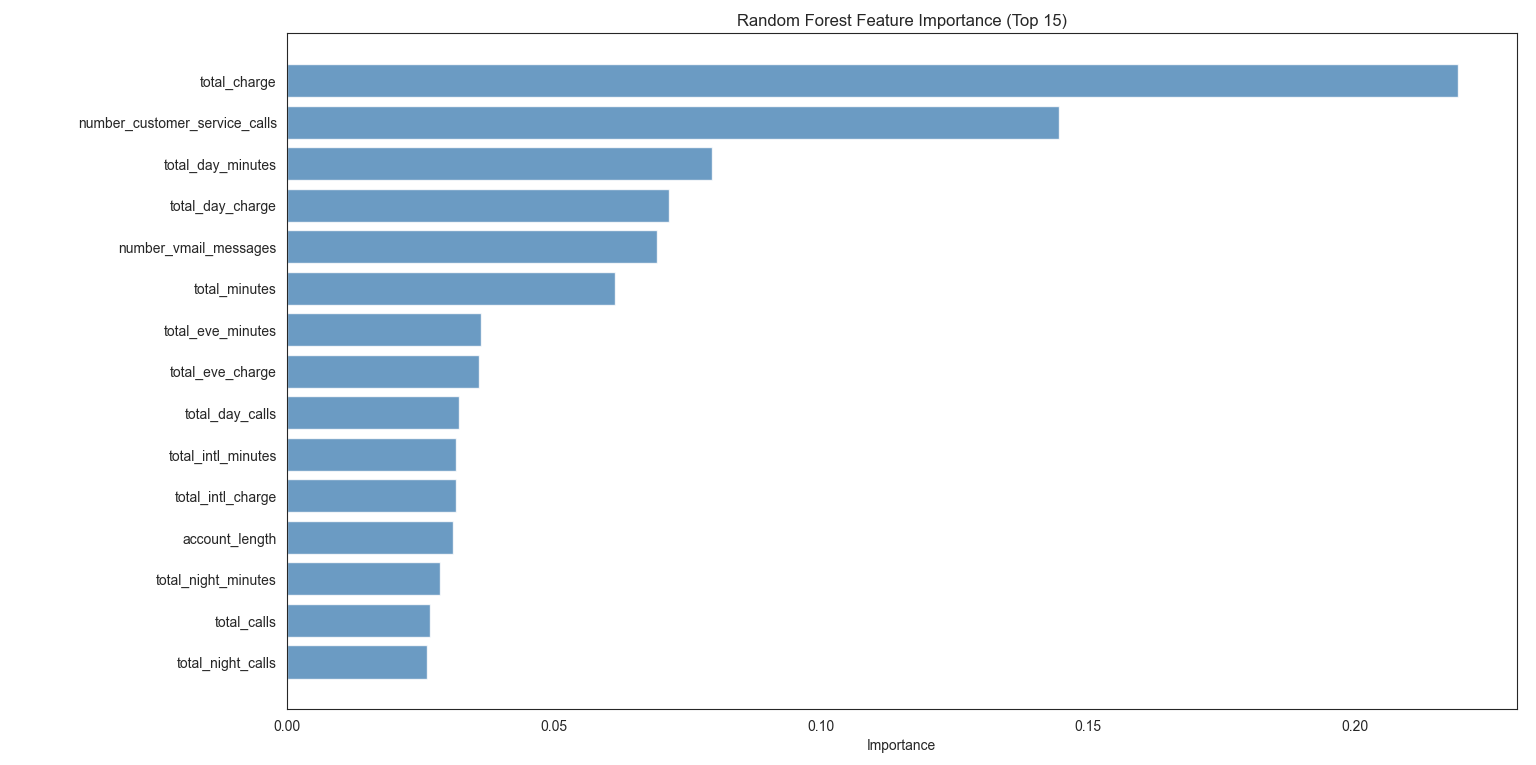 Random Forest Feature Importance (Top 15)
total_charge
number_customer_service_calls
total_day_minutes
total_day_charge
number_vmail_messages
total_minutes
total_eve_minutes
total_eve_charge
total_day_calls
total_intl_minutes
total_intl_charge
account_length
total_night_minutes
total_calls
total_night_calls
0.00 0.05 0.10 0.15 0.20
Importance